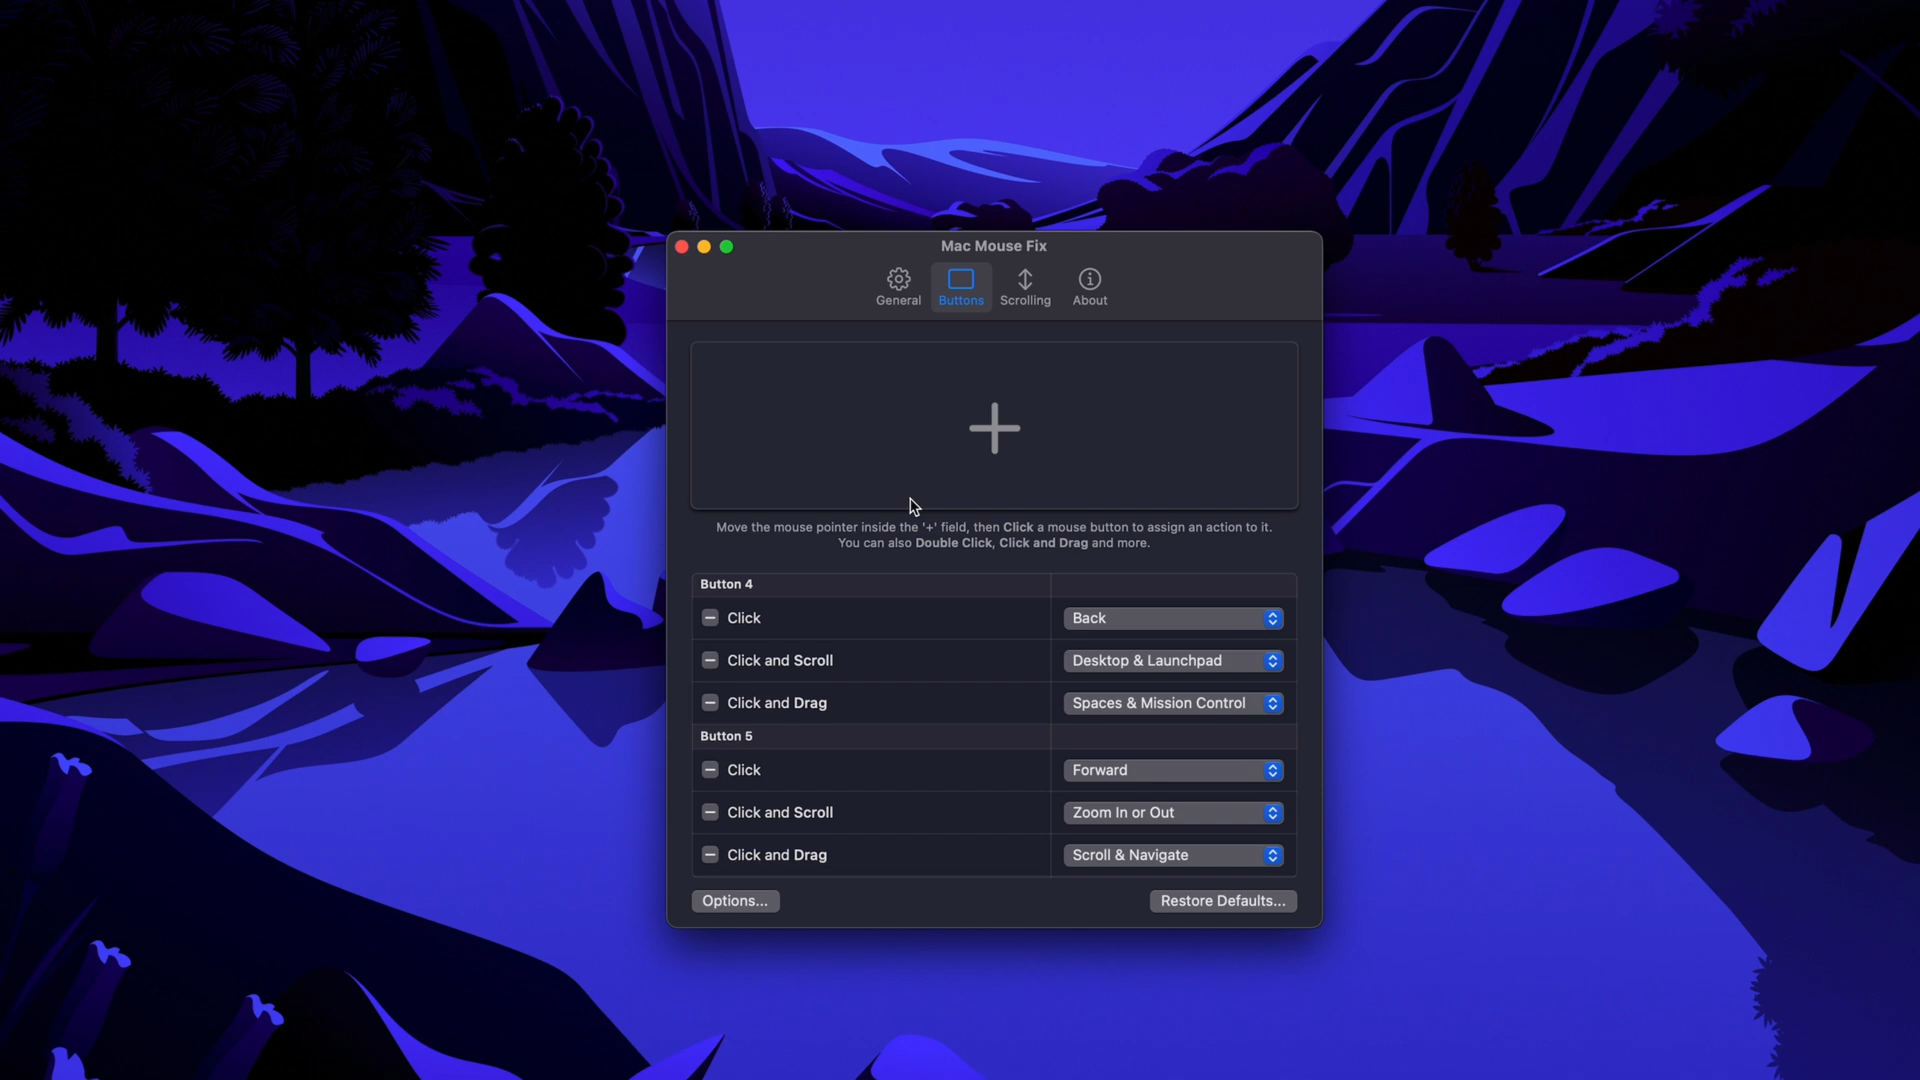 Mac Mouse Fix
General
Buttons
Scrolling
About
Move the mouse pointer inside the '+' field, then Click a mouse button to assign an action to it.
You can also Double Click, Click and Drag and more.
Button 4
Click
Back
Click and Scroll
Desktop & Launchpad
Click and Drag
Spaces & Mission Control
Button 5
Click
Forward
Click and Scroll
Zoom In or Out
Click and Drag
Scroll & Navigate
Options...
Restore Defaults...